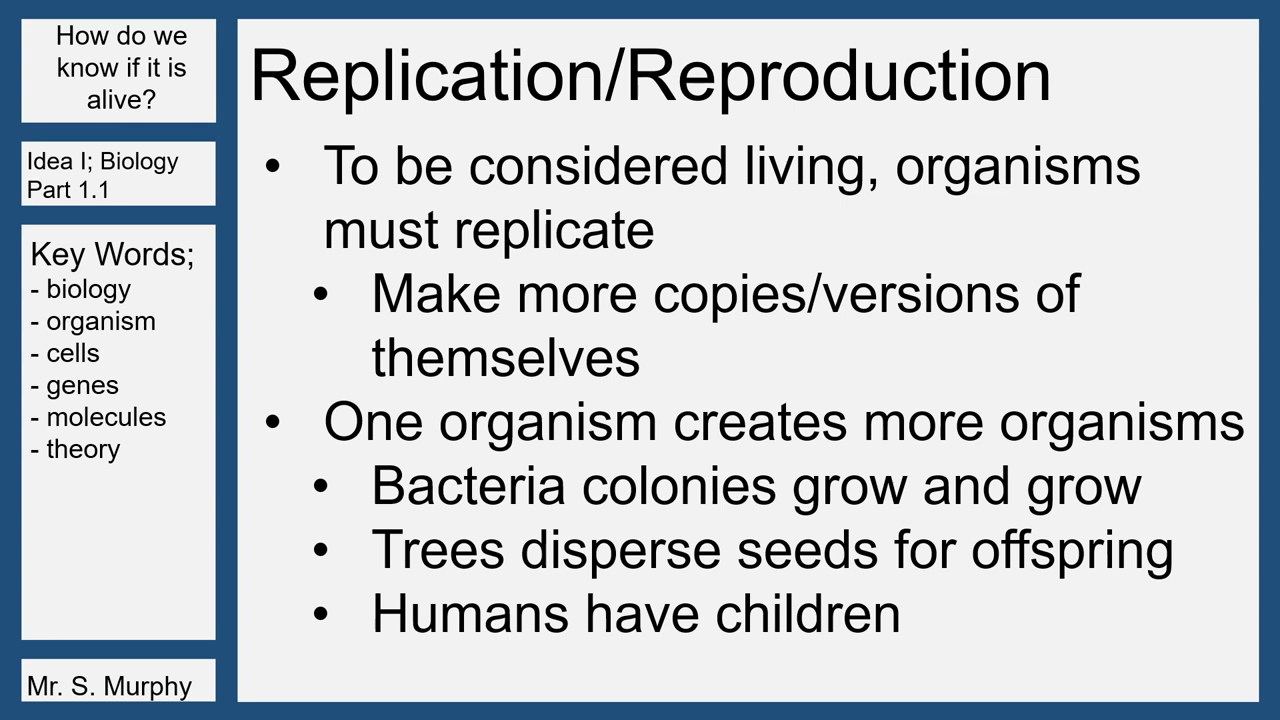 How do we
know if it is
alive?
Idea I; Biology
Part 1.1
Key Words;
- biology
- organism
- cells
- genes
- molecules
- theory
Mr. S. Murphy
Replication/Reproduction
• To be considered living, organisms
must replicate
• Make more copies/versions of
themselves
• One organism creates more organisms
• Bacteria colonies grow and grow
• Trees disperse seeds for offspring
• Humans have children